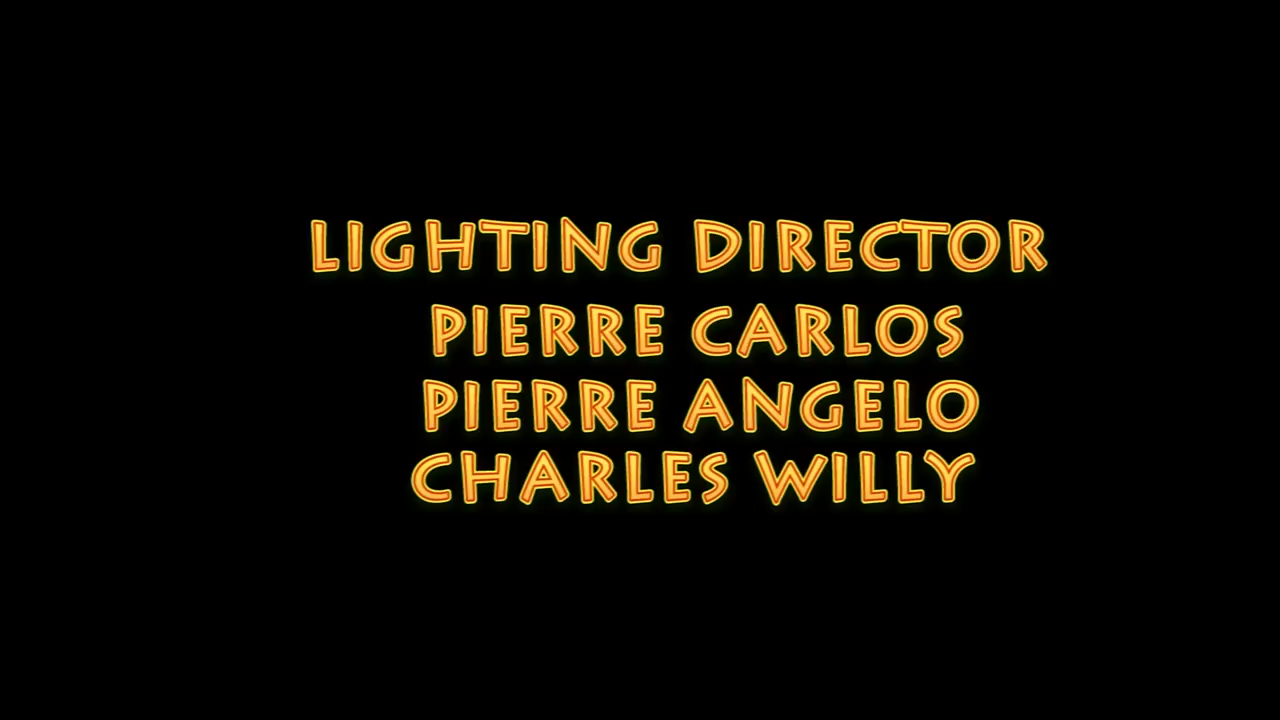 LIGHTING DIRECTOR
PIERRE CARLOS
PIERRE ANGELO
CHARLES WILLY